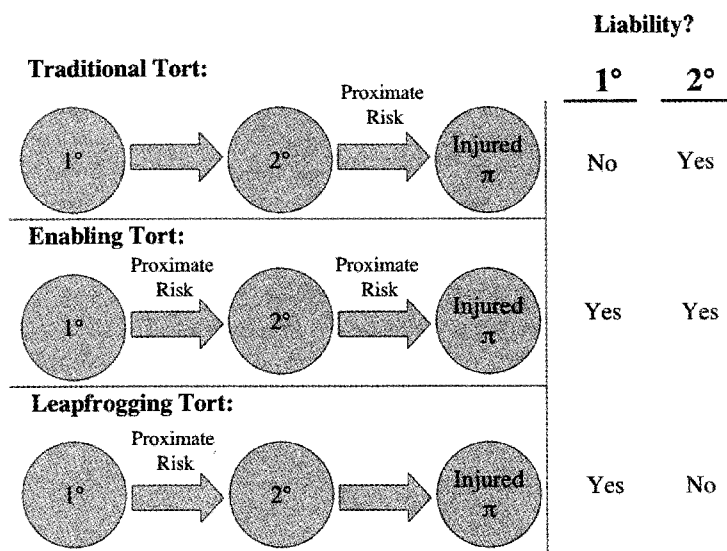 Liability?
1° 2°
Traditional Tort:
Proximate
Risk
1° 2° Injured
π
No Yes
Enabling Tort:
Proximate Proximate
Risk Risk
1° 2° Injured
π
Yes Yes
Leapfrogging Tort:
Proximate
Risk
1° 2° Injured
π
Yes No